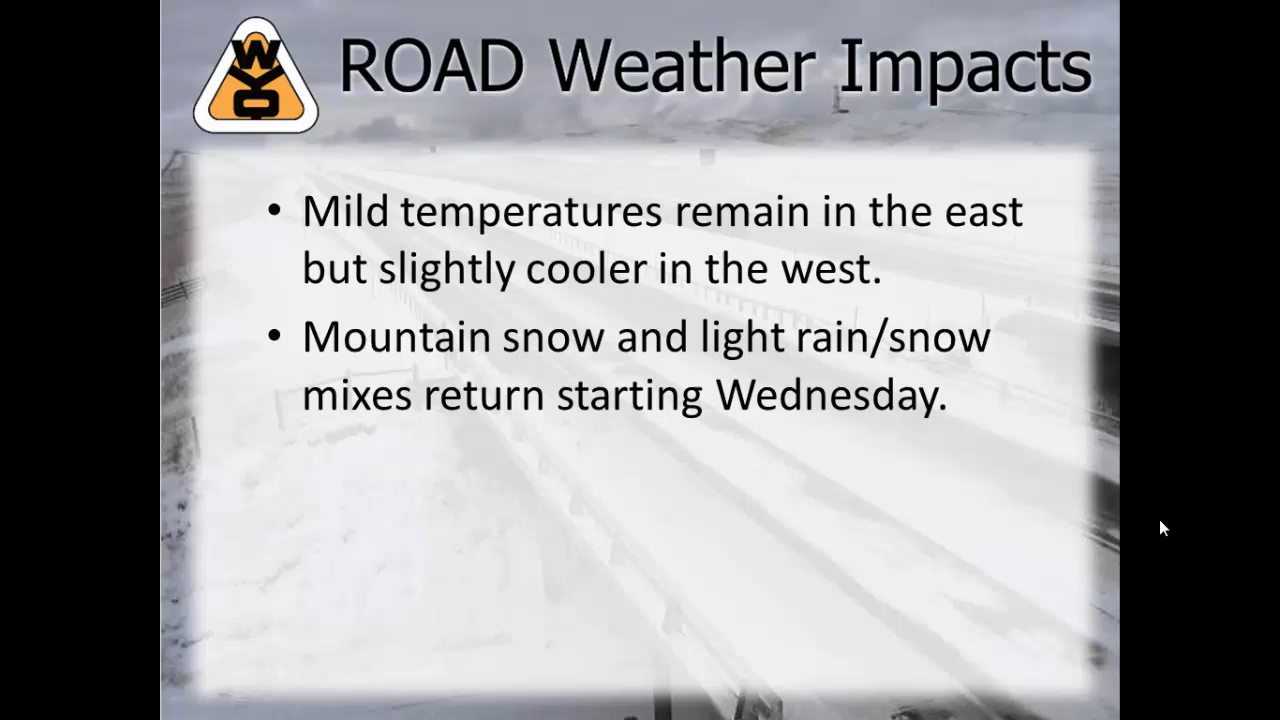 WYO
ROAD Weather Impacts
• Mild temperatures remain in the east
but slightly cooler in the west.
• Mountain snow and light rain/snow
mixes return starting Wednesday.